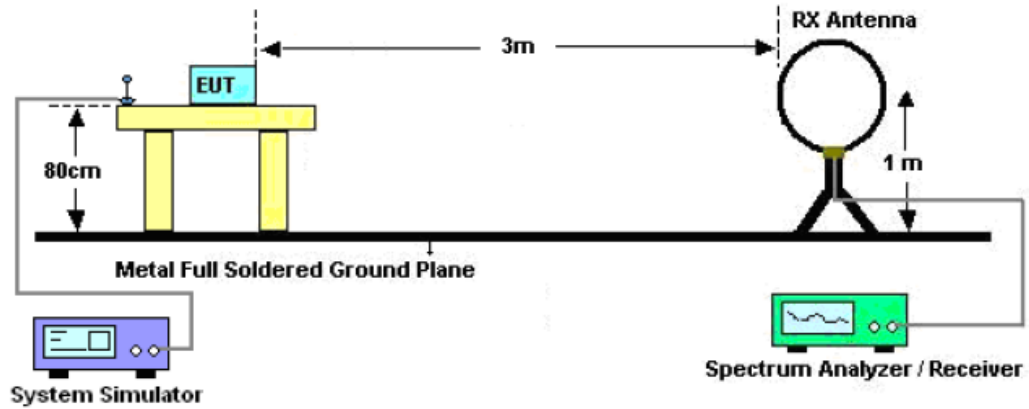 RX Antenna
3m
EUT
80cm
1 m
Metal Full Soldered Ground Plane
System Simulator
Spectrum Analyzer / Receiver